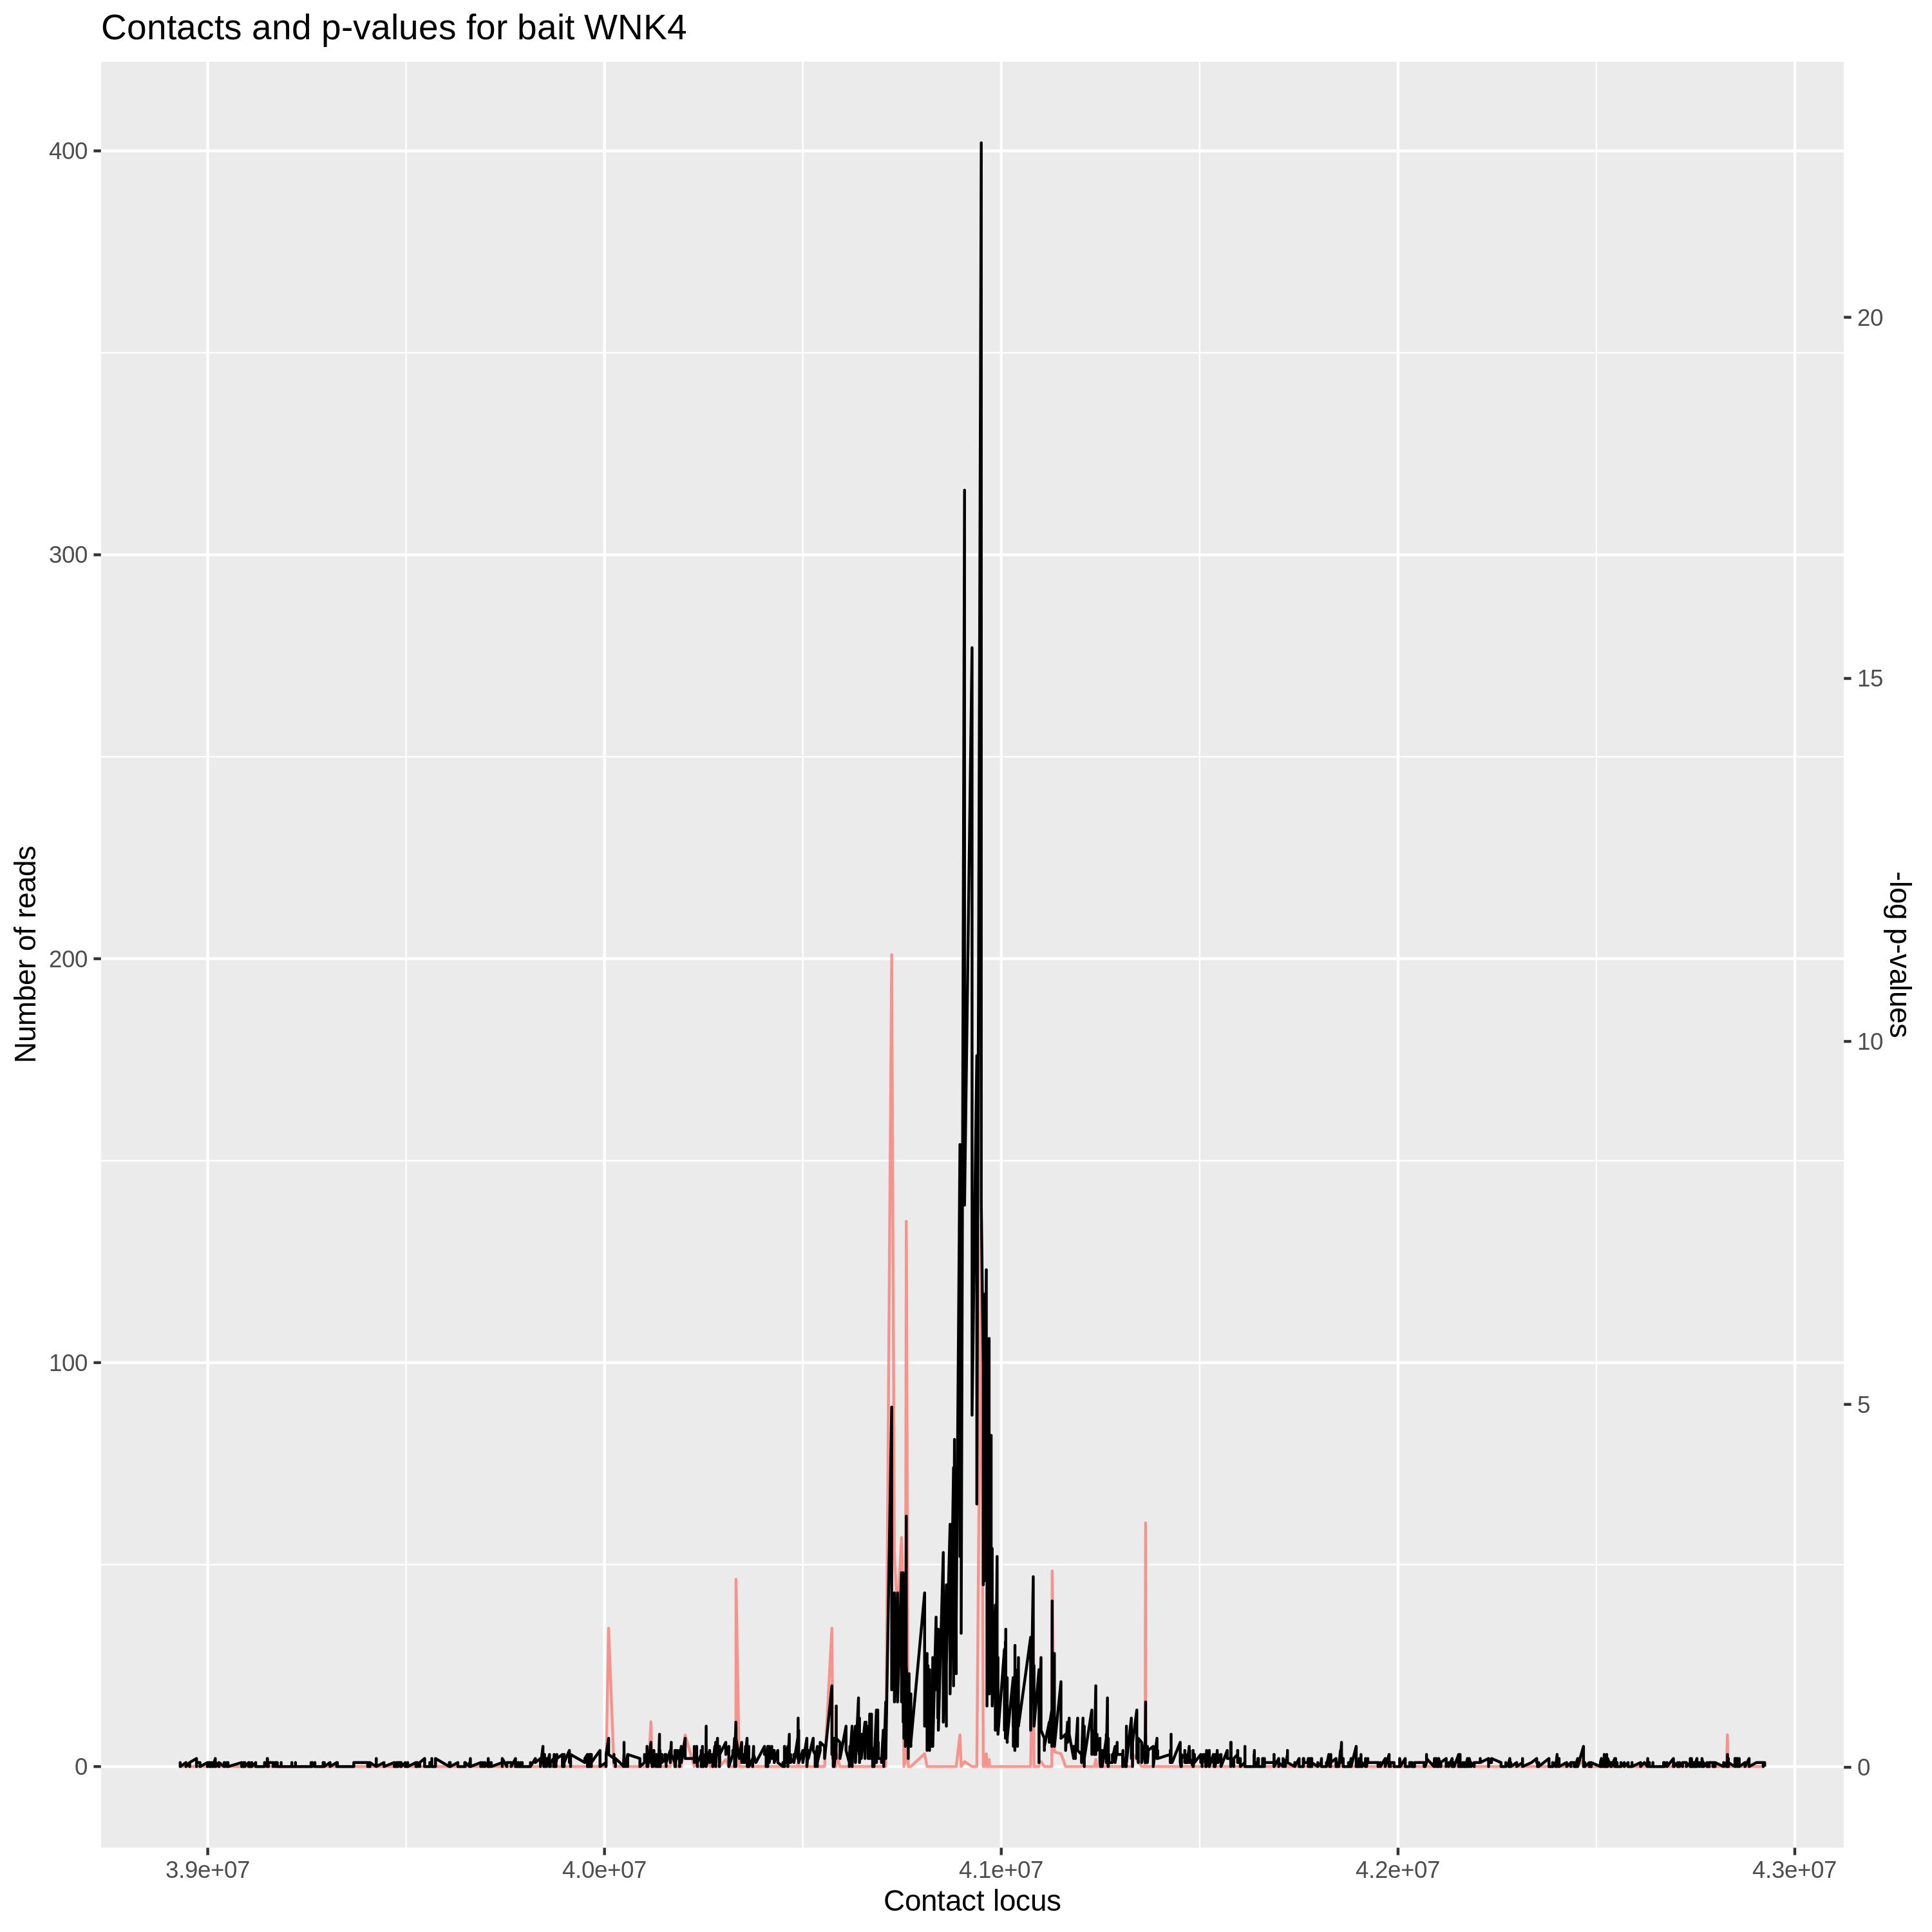 Contacts and p-values for bait WNK4
400
300
200
100
0
Number of reads
20
15
10
5
0
-log p-values
3.9e+07
4.0e+07
4.1e+07
4.2e+07
4.3e+07
Contact locus